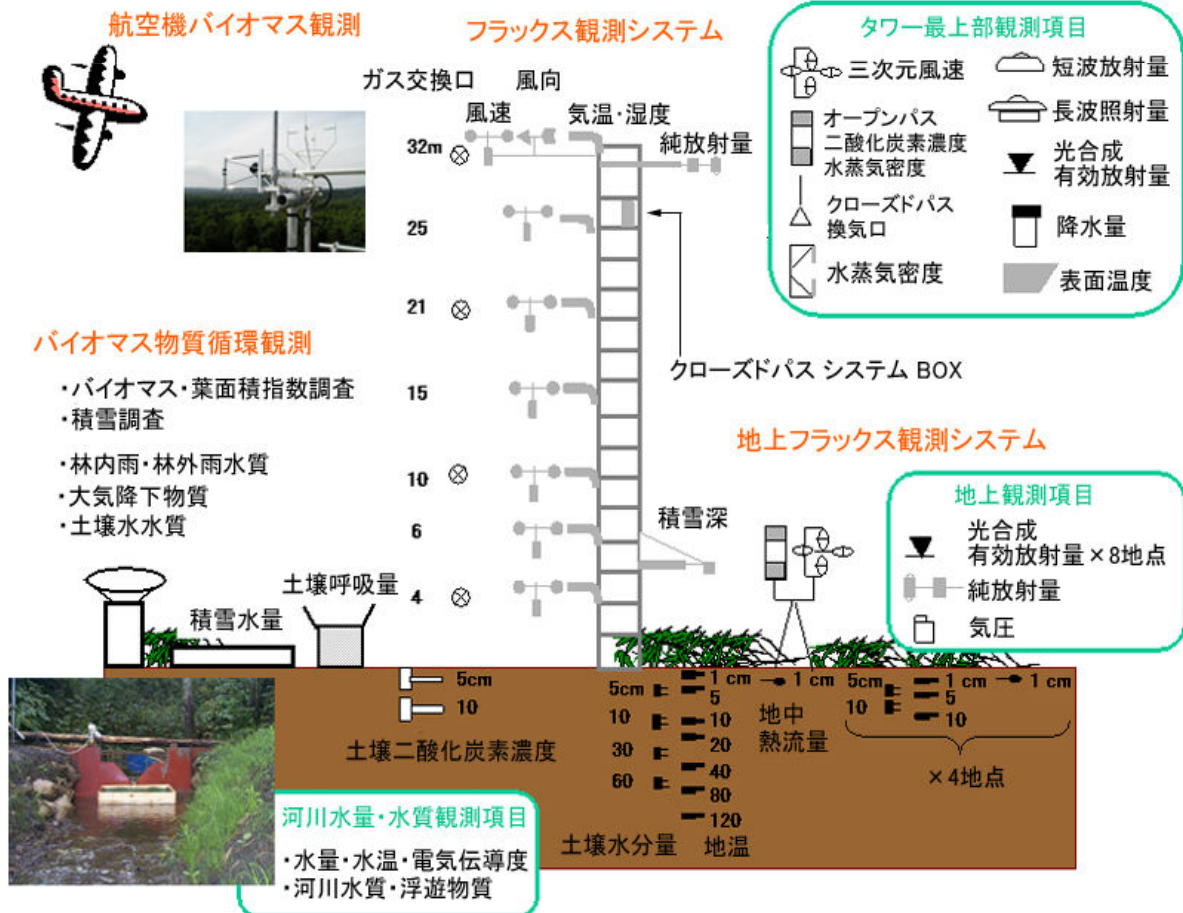 航空機バイオマス観測
フラックス観測システム
ガス交換口
風向
風速
気温・湿度
純放射量
32m
25
21
15
10
6
4
クローズドパス システム BOX
積雪深
タワー最上部観測項目
三次元風速
オープンパス
二酸化炭素濃度
水蒸気密度
クローズドパス
換気口
水蒸気密度
短波放射量
長波照射量
光合成
有効放射量
降水量
表面温度
バイオマス物質循環観測
・バイオマス・葉面積指数調査
・積雪調査
・林内雨・林外雨水質
・大気降下物質
・土壌水水質
積雪水量
土壌呼吸量
地上フラックス観測システム
地上観測項目
光合成
有効放射量×8地点
純放射量
気圧
5cm
10
土壌二酸化炭素濃度
5cm
10
30
60
土壌水分量
1 cm
5
10
20
40
80
120
地温
1 cm
地中
熱流量
5cm
10
1 cm
5
10
1 cm
×4地点
河川水量・水質観測項目
・水量・水温・電気伝導度
・河川水質・浮遊物質